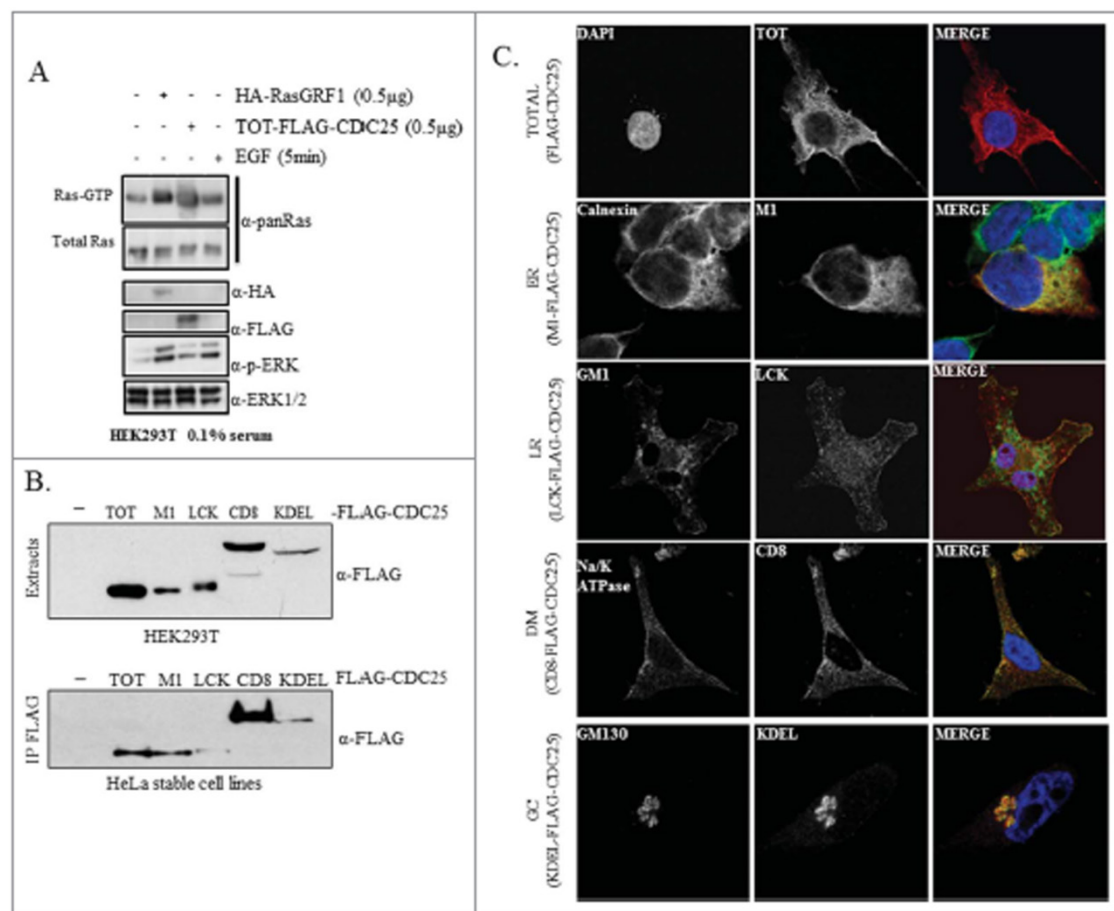 A
- + - - HA-RasGRF1 (0.5µg)
- - + - TOT-FLAG-CDC25 (0.5µg)
- - - + EGF (5min)
Ras-GTP
α-panRas
Total Ras
α-HA
α-FLAG
α-p-ERK
α-ERK1/2
HEK293T 0.1% serum
B.
– TOT M1 LCK CD8 KDEL -FLAG-CDC25
Extracts
α-FLAG
HEK293T
– TOT M1 LCK CD8 KDEL FLAG-CDC25
IP FLAG
α-FLAG
HeLa stable cell lines
C.
TOTAL
(FLAG-CDC25)
DAPI TOT MERGE
ER
(M1-FLAG-CDC25)
Calnexin M1 MERGE
LR
(LCK-FLAG-CDC25)
GM1 LCK MERGE
DM
(CD8-FLAG-CDC25)
Na/K CD8 MERGE
ATPase
GC
(KDEL-FLAG-CDC25)
GM130 KDEL MERGE